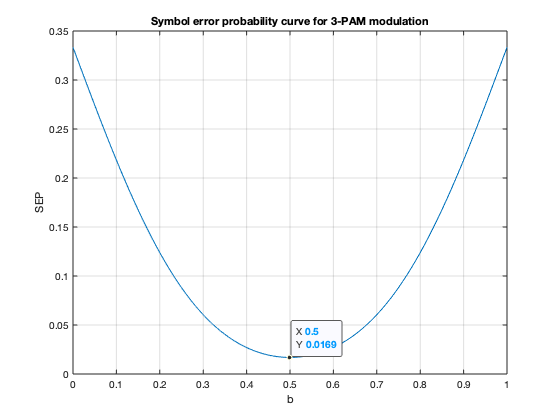 Symbol error probability curve for 3-PAM modulation
0.35
0.3
0.25
0.2
0.15
0.1
0.05
0
SEP
X 0.5
Y 0.0169
0 0.1 0.2 0.3 0.4 0.5 0.6 0.7 0.8 0.9 1
b